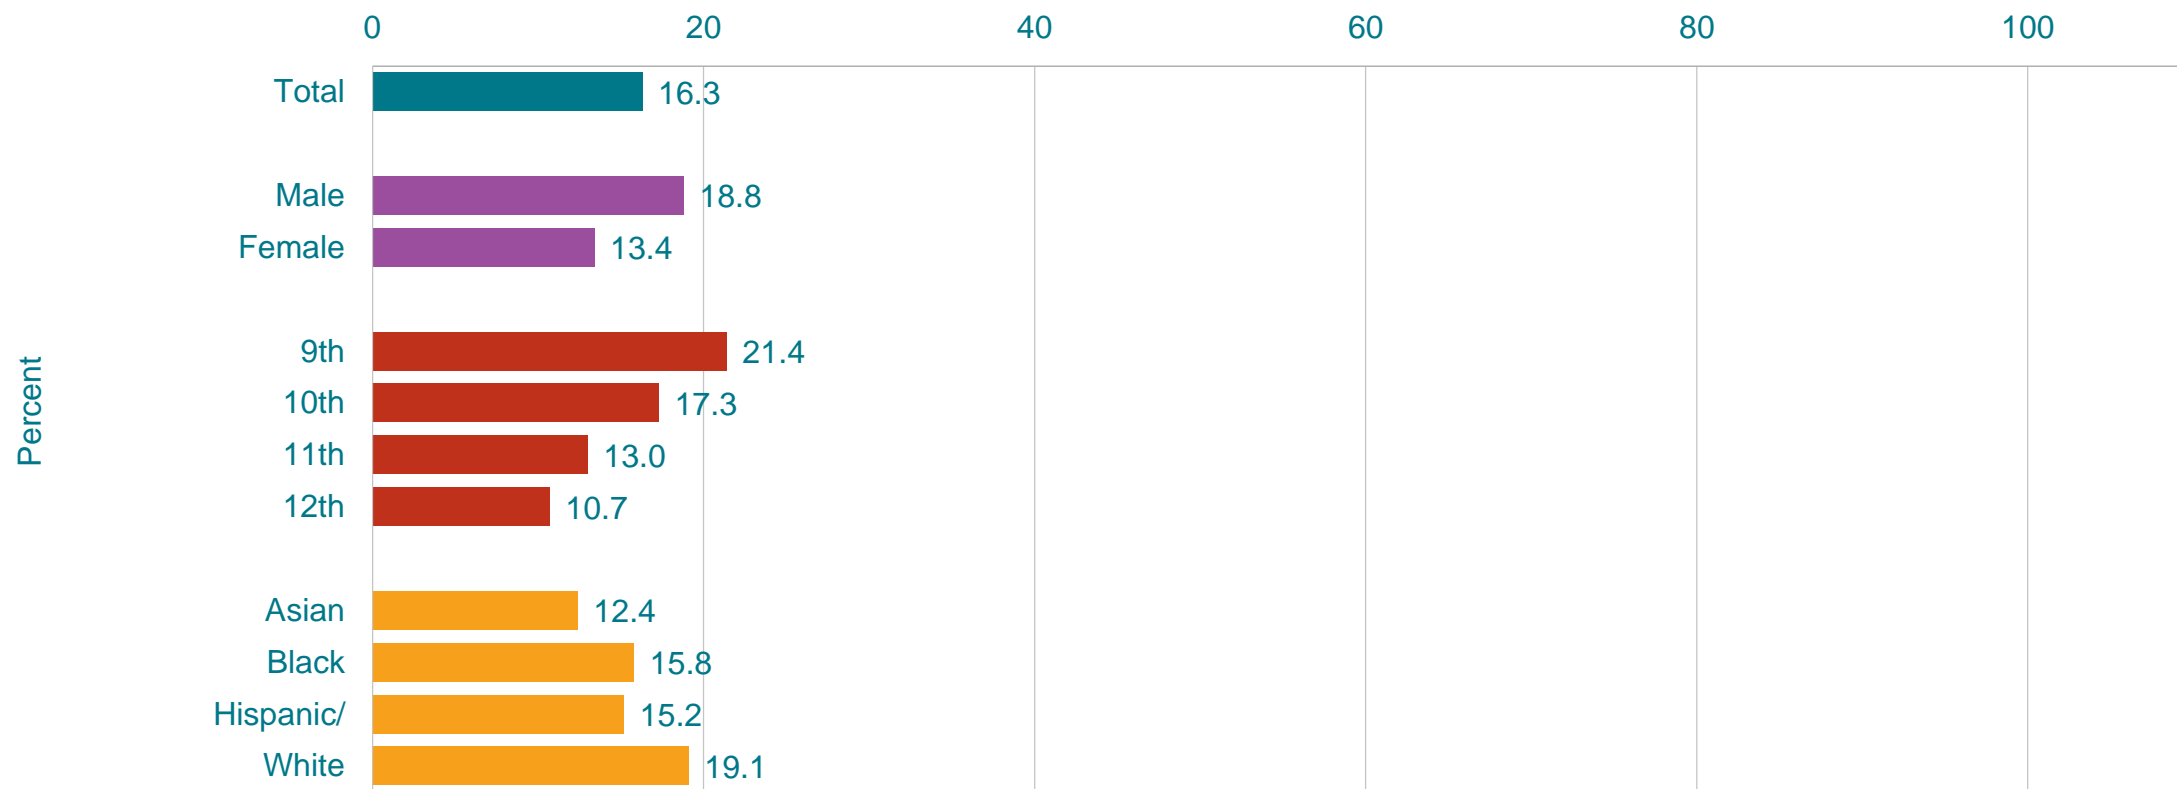 0 20 40 60 80 100
Total 16.3
Male 18.8
Female 13.4
9th 21.4
10th 17.3
11th 13.0
12th 10.7
Asian 12.4
Black 15.8
Hispanic/ 15.2
White 19.1
Percent